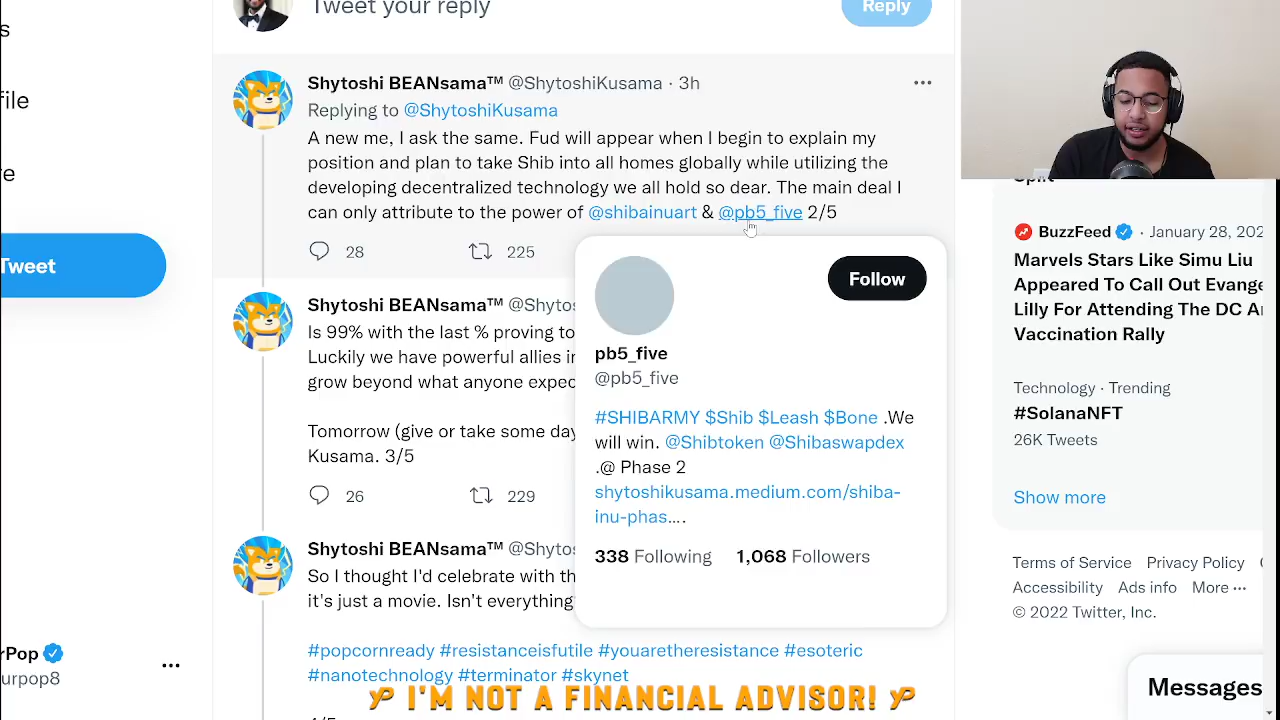 Tweet your reply
Reply
s
file
e
Tweet
Shytoshi BEANsama™ @ShytoshiKusama · 3h
Replying to @ShytoshiKusama
A new me, I ask the same. Fud will appear when I begin to explain my
position and plan to take Shib into all homes globally while utilizing the
developing decentralized technology we all hold so dear. The main deal I
can only attribute to the power of @shibainuart & @pb5_five 2/5
28 225
Shytoshi BEANsama™ @Shyto
Is 99% with the last % proving to
Luckily we have powerful allies in
grow beyond what anyone expec
Tomorrow (give or take some day
Kusama. 3/5
26 229
Shytoshi BEANsama™ @Shyto
So I thought I'd celebrate with th
it's just a movie. Isn't everything
#popcornready #resistanceisfutile #youaretheresistance #esoteric
#nanotechnology #terminator #skynet
Follow
pb5_five
@pb5_five
#SHIBARMY $Shib $Leash $Bone .We
will win. @Shibtoken @Shibaswapdex
.@ Phase 2
shytoshikusama.medium.com/shiba-
inu-phas....
338 Following 1,068 Followers
BuzzFeed · January 28, 202
Marvels Stars Like Simu Liu
Appeared To Call Out Evange
Lilly For Attending The DC A
Vaccination Rally
Technology · Trending
#SolanaNFT
26K Tweets
Show more
Terms of Service Privacy Policy
Accessibility Ads info More ···
© 2022 Twitter, Inc.
Messages
rPop
urpop8
I'M NOT A FINANCIAL ADVISOR!